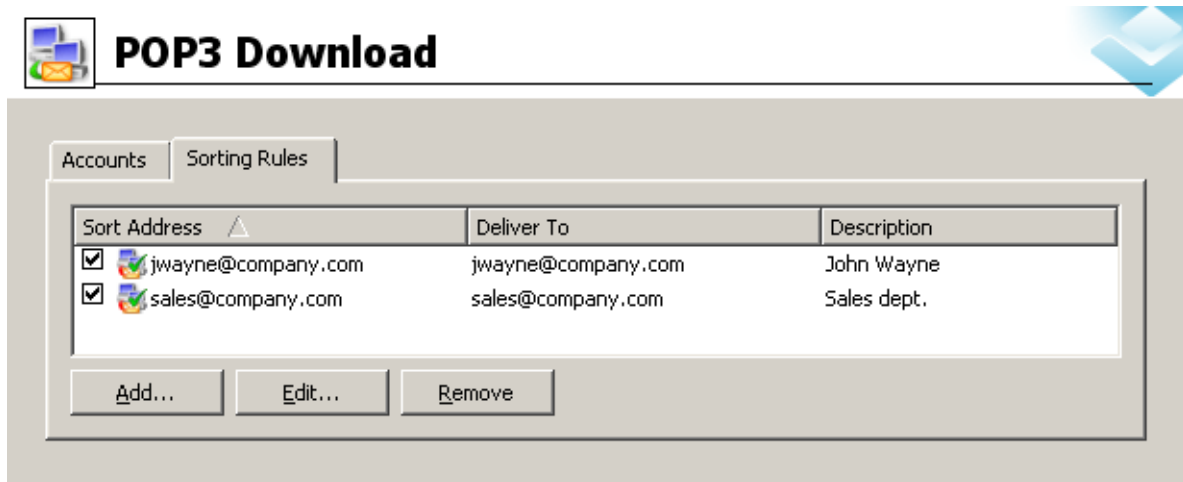 POP3 Download
Accounts Sorting Rules
Sort Address Deliver To Description
jwayne@company.com jwayne@company.com John Wayne
sales@company.com sales@company.com Sales dept.
Add... Edit... Remove